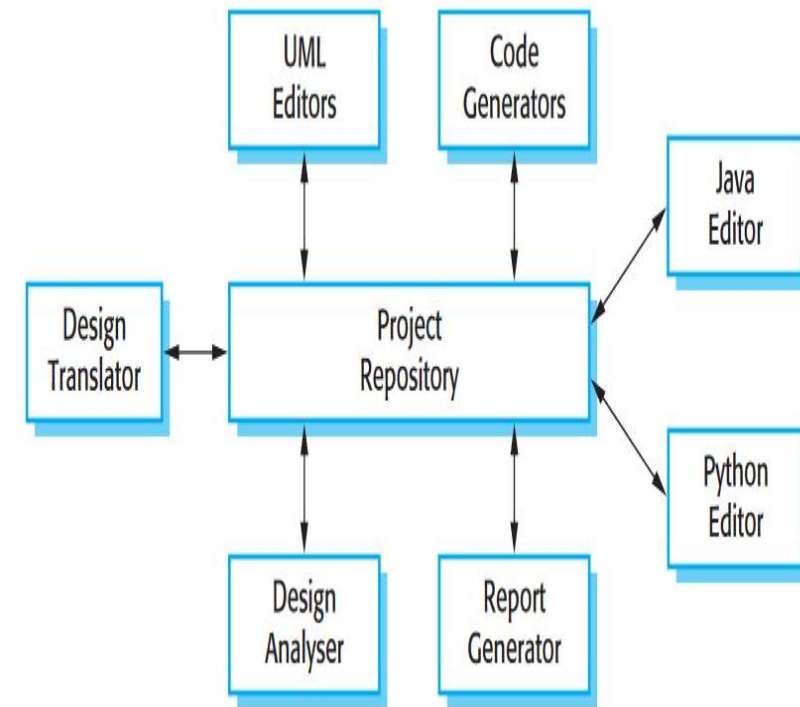 UML
Editors
Code
Generators
Java
Editor
Design
Translator
Project
Repository
Python
Editor
Design
Analyser
Report
Generator